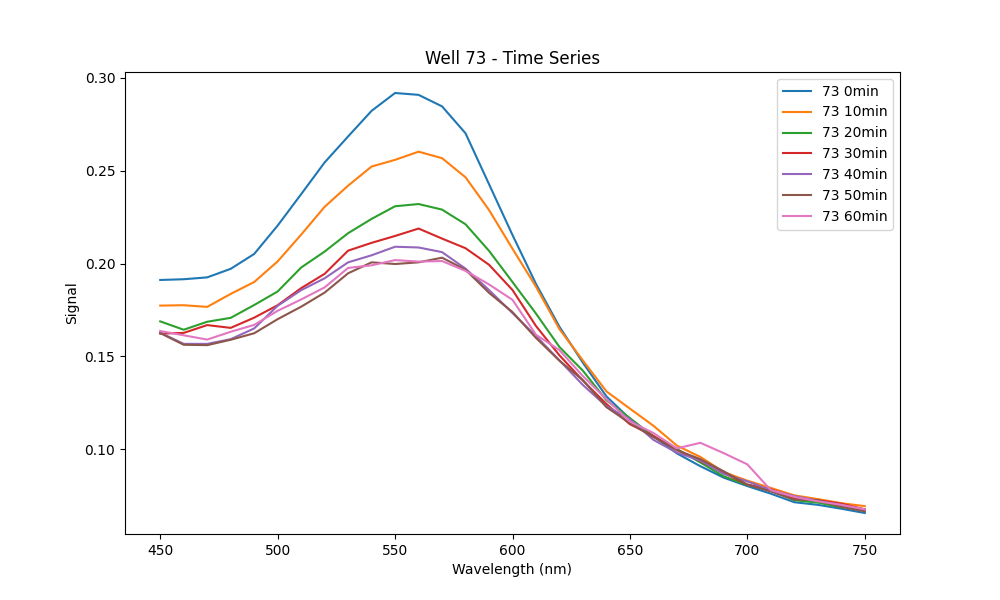 Well 73 - Time Series
Signal
0.30
0.25
0.20
0.15
0.10
73 0min
73 10min
73 20min
73 30min
73 40min
73 50min
73 60min
450 500 550 600 650 700 750
Wavelength (nm)